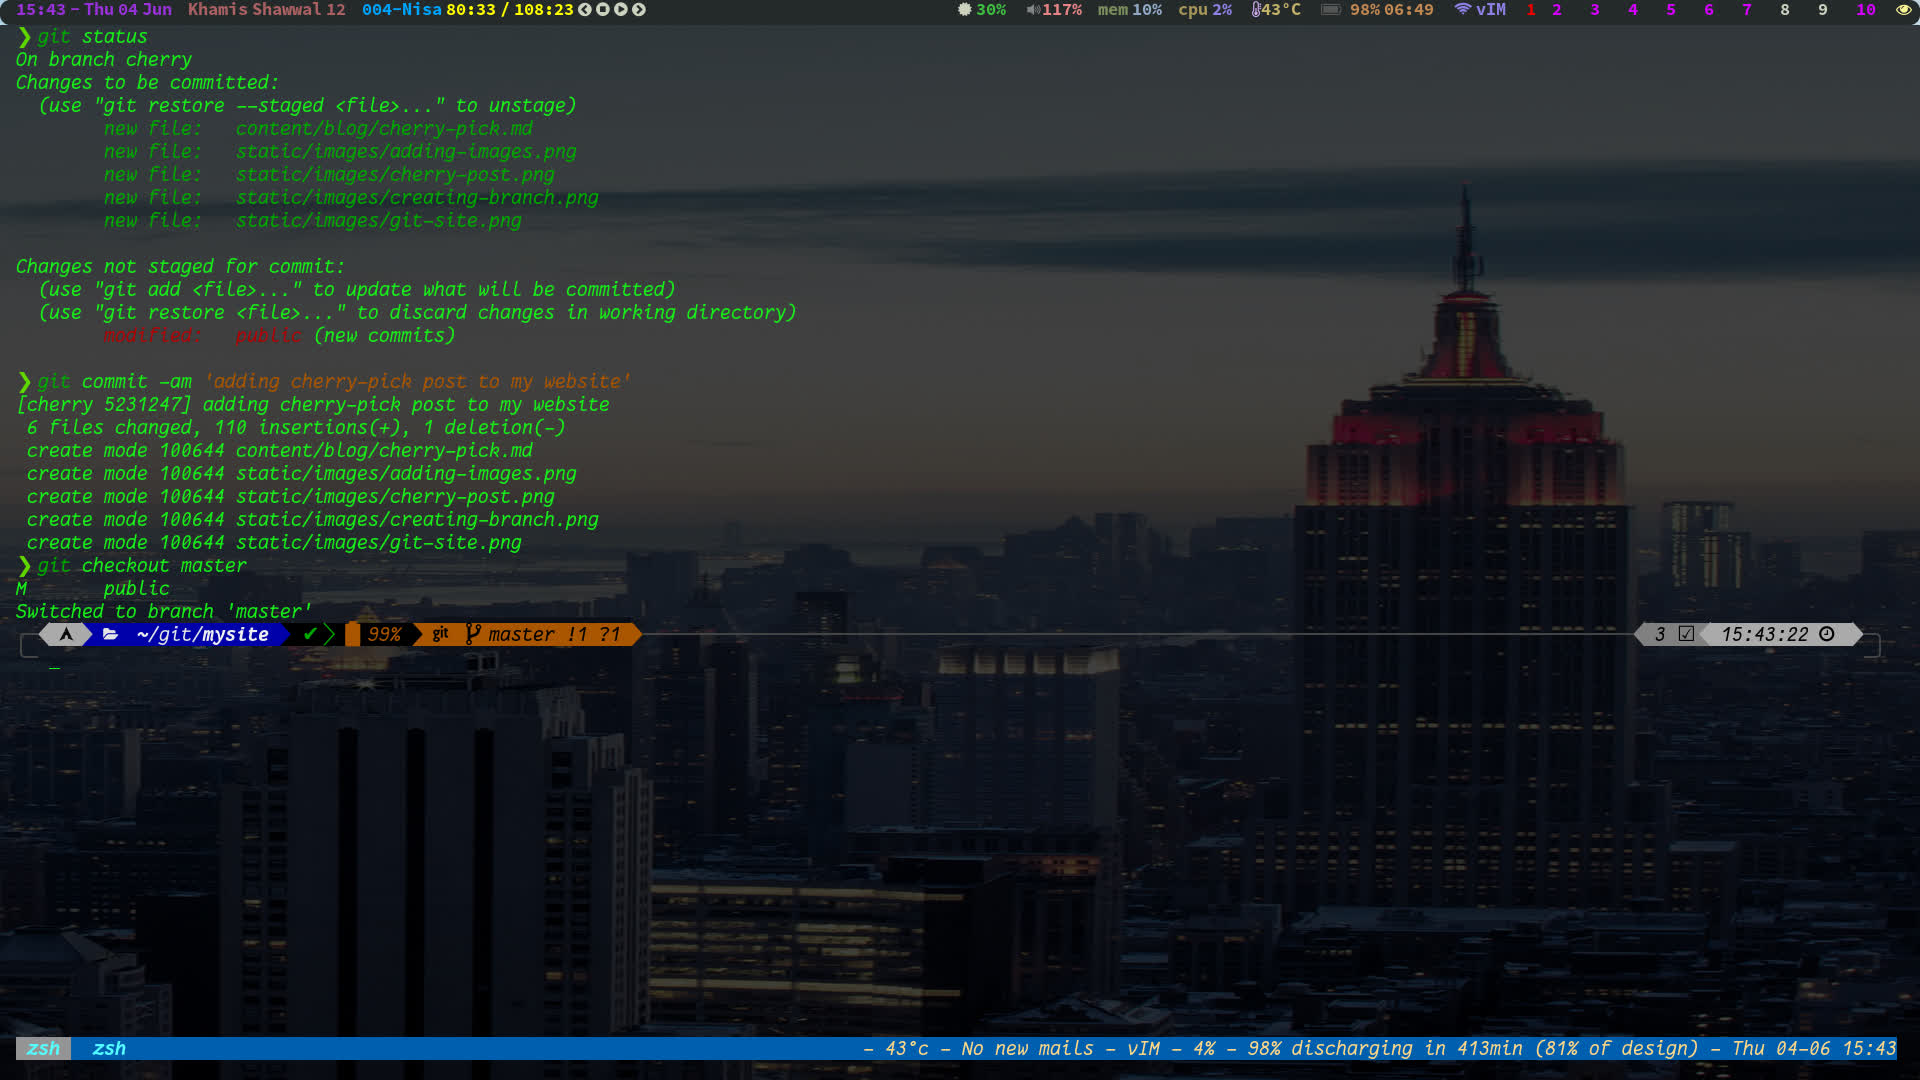 15:43 - Thu 04 Jun Khamis Shawwal 12 004-Nisa 80:33 / 108:23 30% 117% mem 10% cpu 2% 43°C 98% 06:49 vIM 1 2 3 4 5 6 7 8 9 10
❯ git status
On branch cherry
Changes to be committed:
  (use "git restore --staged <file>..." to unstage)
        new file:   content/blog/cherry-pick.md
        new file:   static/images/adding-images.png
        new file:   static/images/cherry-post.png
        new file:   static/images/creating-branch.png
        new file:   static/images/git-site.png
Changes not staged for commit:
  (use "git add <file>..." to update what will be committed)
  (use "git restore <file>..." to discard changes in working directory)
        modified:   public (new commits)
❯ git commit -am 'adding cherry-pick post to my website'
[cherry 5231247] adding cherry-pick post to my website
 6 files changed, 110 insertions(+), 1 deletion(-)
 create mode 100644 content/blog/cherry-pick.md
 create mode 100644 static/images/adding-images.png
 create mode 100644 static/images/cherry-post.png
 create mode 100644 static/images/creating-branch.png
 create mode 100644 static/images/git-site.png
❯ git checkout master
M       public
Switched to branch 'master'
~/git/mysite ✔ 99% git master !1 ?1 3 15:43:22
zsh zsh - 43°c - No new mails - vIM - 4% - 98% discharging in 413min (81% of design) - Thu 04-06 15:43